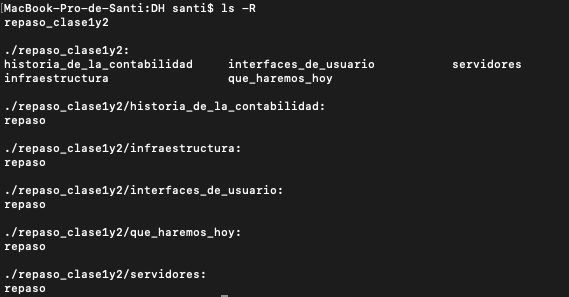 [MacBook-Pro-de-Santi:DH santi$ ls -R
repaso_clase1y2

./repaso_clase1y2:
historia_de_la_contabilidad interfaces_de_usuario servidores
infraestructura que_haremos_hoy

./repaso_clase1y2/historia_de_la_contabilidad:
repaso

./repaso_clase1y2/infraestructura:
repaso

./repaso_clase1y2/interfaces_de_usuario:
repaso

./repaso_clase1y2/que_haremos_hoy:
repaso

./repaso_clase1y2/servidores:
repaso